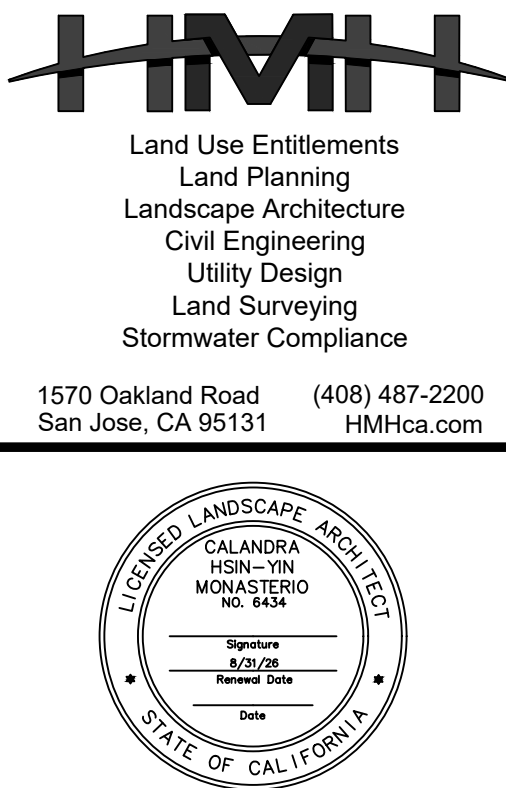 HMH
Land Use Entitlements
Land Planning
Landscape Architecture
Civil Engineering
Utility Design
Land Surveying
Stormwater Compliance
1570 Oakland Road (408) 487-2200
San Jose, CA 95131 HMHca.com
LICENSED LANDSCAPE ARCHITECT
CALANDRA
HSIN-YIN
MONASTERIO
NO. 6434
Signature
8/31/26
Renewal Date
Date
STATE OF CALIFORNIA